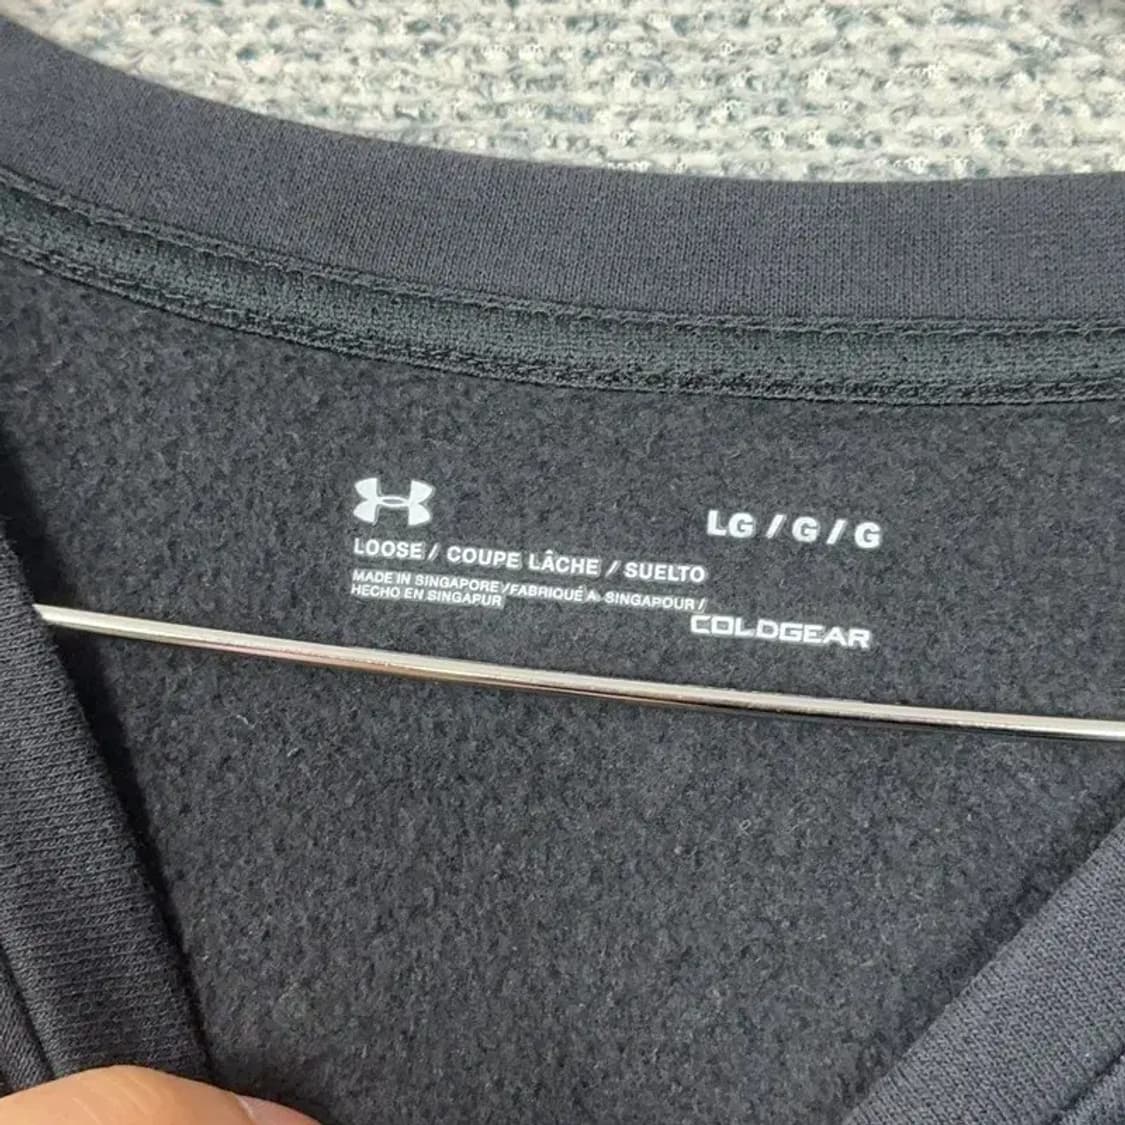 LG / G / G
LOOSE / COUPE LÂCHE / SUELTO
MADE IN SINGAPORE/FABRIQUÉ À SINGAPOUR/
HECHO EN SINGAPUR
COLDGEAR